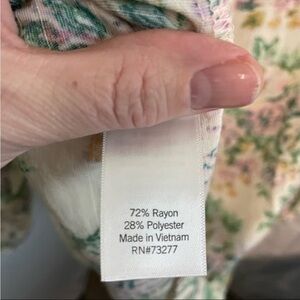 72% Rayon
28% Polyester
Made in Vietnam
RN#73277